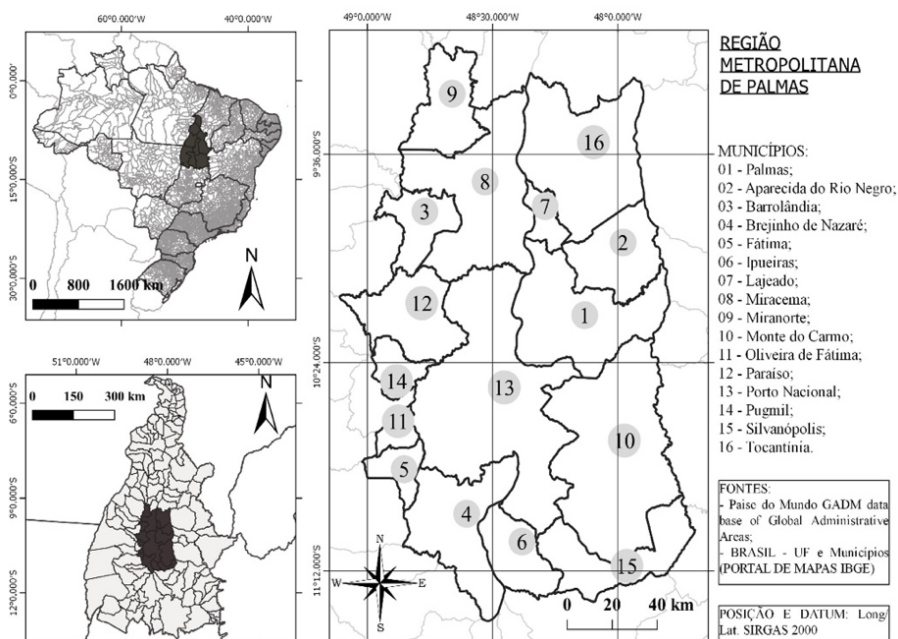 60°0.000'W 40°0.000'W
0°0.000'
15°0.000'S
30°0.000'S
N
0 800 1600 km
51°0.000'W 48°0.000'W 45°0.000'W
N
0 150 300 km
6°0.000'S
9°0.000'S
12°0.000'S
49°0.000'W 48°30.000'W 48°0.000'W
9°36.000'S
10°24.000'S
11°12.000'S
9
16
8
3
7
2
12
1
14
13
11
10
5
4
6
15
N
W E
S
0 20 40 km
REGIÃO
METROPOLITANA
DE PALMAS
MUNICÍPIOS:
01 - Palmas;
02 - Aparecida do Rio Negro;
03 - Barrolândia;
04 - Brejinho de Nazaré;
05 - Fátima;
06 - Ipueiras;
07 - Lajeado;
08 - Miracema;
09 - Miranorte;
10 - Monte do Carmo;
11 - Oliveira de Fátima;
12 - Paraíso;
13 - Porto Nacional;
14 - Pugmil;
15 - Silvanópolis;
16 - Tocantínia.
FONTES:
- Paise do Mundo GADM data
base of Global Administrative
Areas;
- BRASIL - UF e Municípios
(PORTAL DE MAPAS IBGE)
POSIÇÃO E DATUM: Long/
Lat. SIRGAS 2000